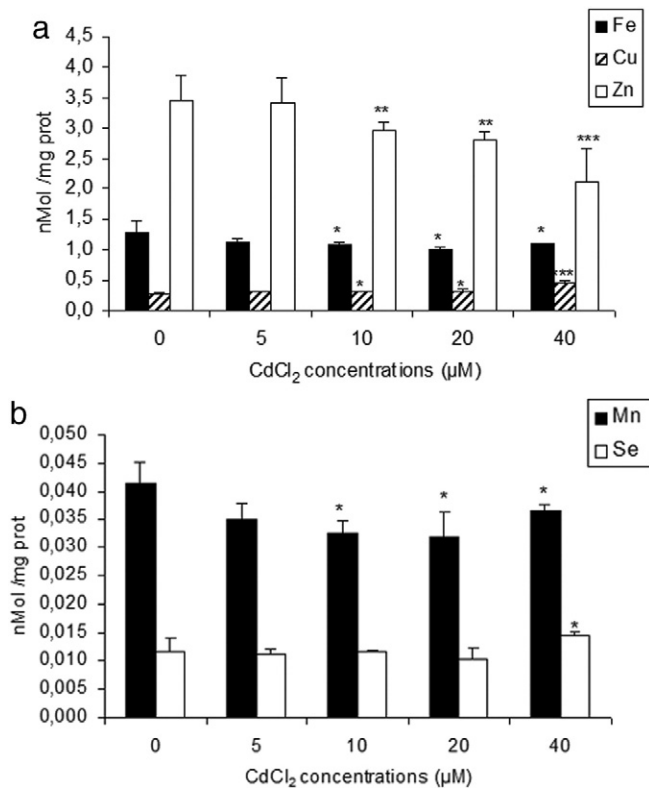 a
Fe
Cu
Zn
nMol /mg prot
4,5
4,0
3,5
3,0
2,5
2,0
1,5
1,0
0,5
0,0
** ** ***
* * *
* * ***
0 5 10 20 40
CdCl₂ concentrations (µM)
b
Mn
Se
nMol /mg prot
0,050
0,045
0,040
0,035
0,030
0,025
0,020
0,015
0,010
0,005
0,000
* * *
*
0 5 10 20 40
CdCl₂ concentrations (µM)